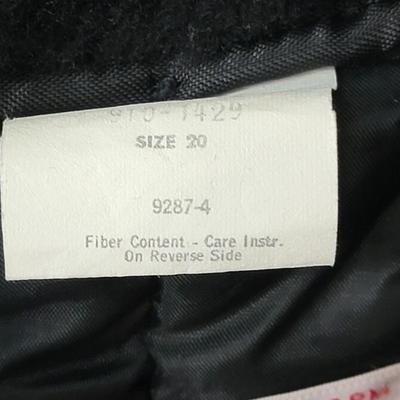 SIZE 20
9287-4
Fiber Content - Care Instr.
On Reverse Side